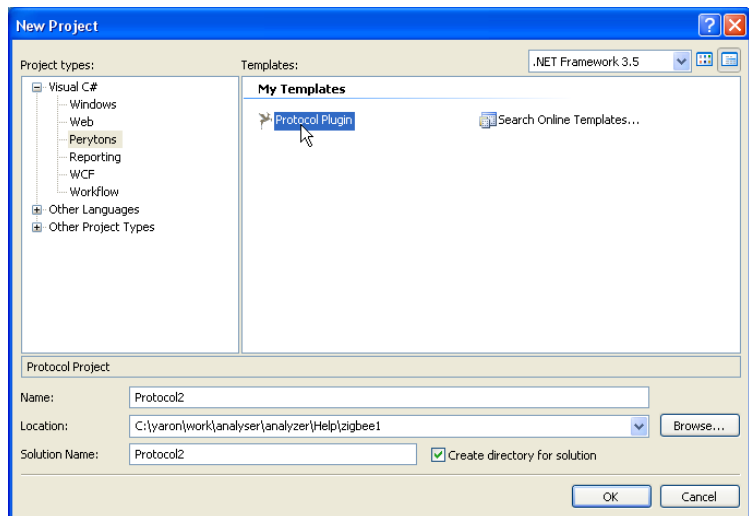 New Project
Project types:
Templates:
.NET Framework 3.5
Visual C#
Windows
Web
Perytons
Reporting
WCF
Workflow
Other Languages
Other Project Types
My Templates
Protocol Plugin
Search Online Templates...
Protocol Project
Name:
Protocol2
Location:
C:\yaron\work\analyser\analyzer\Help\zigbee1
Browse...
Solution Name:
Protocol2
Create directory for solution
OK
Cancel